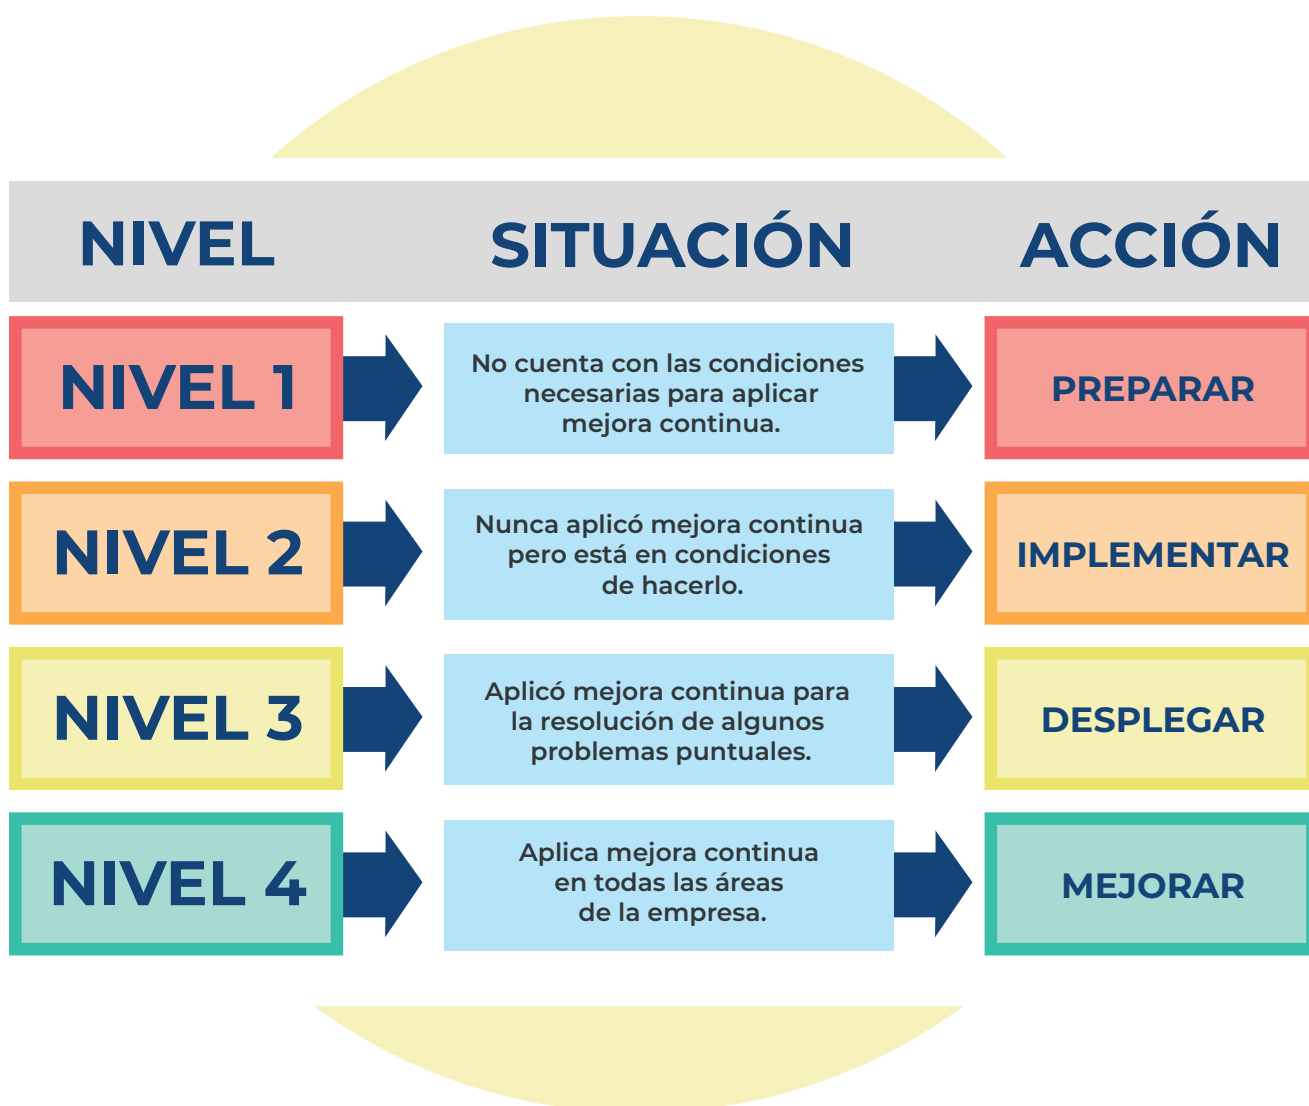 NIVEL SITUACIÓN ACCIÓN
NIVEL 1
No cuenta con las condiciones
necesarias para aplicar
mejora continua.
PREPARAR
NIVEL 2
Nunca aplicó mejora continua
pero está en condiciones
de hacerlo.
IMPLEMENTAR
NIVEL 3
Aplicó mejora continua para
la resolución de algunos
problemas puntuales.
DESPLEGAR
NIVEL 4
Aplica mejora continua
en todas las áreas
de la empresa.
MEJORAR